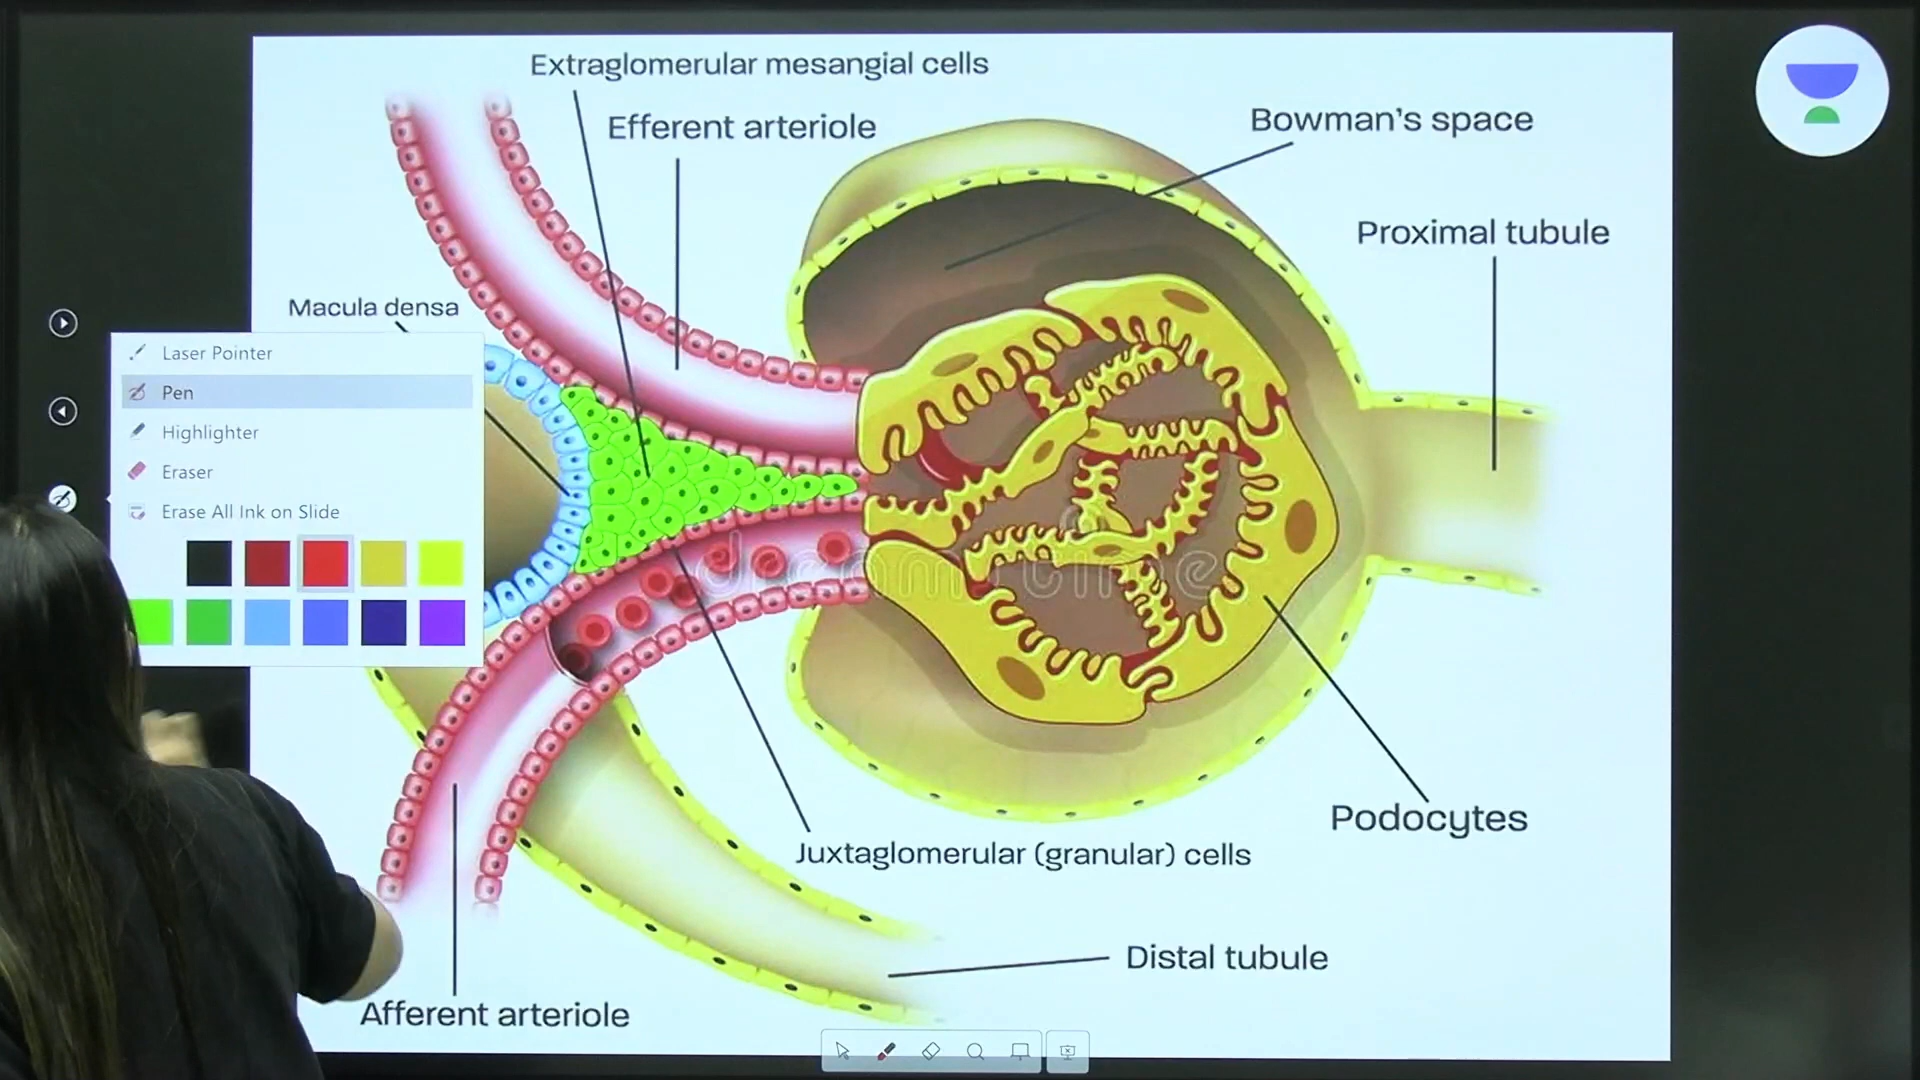 Extraglomerular mesangial cells
Efferent arteriole
Bowman's space
Proximal tubule
Macula densa
Laser Pointer
Pen
Highlighter
Eraser
Erase All Ink on Slide
dreamstime
Podocytes
Juxtaglomerular (granular) cells
Distal tubule
Afferent arteriole